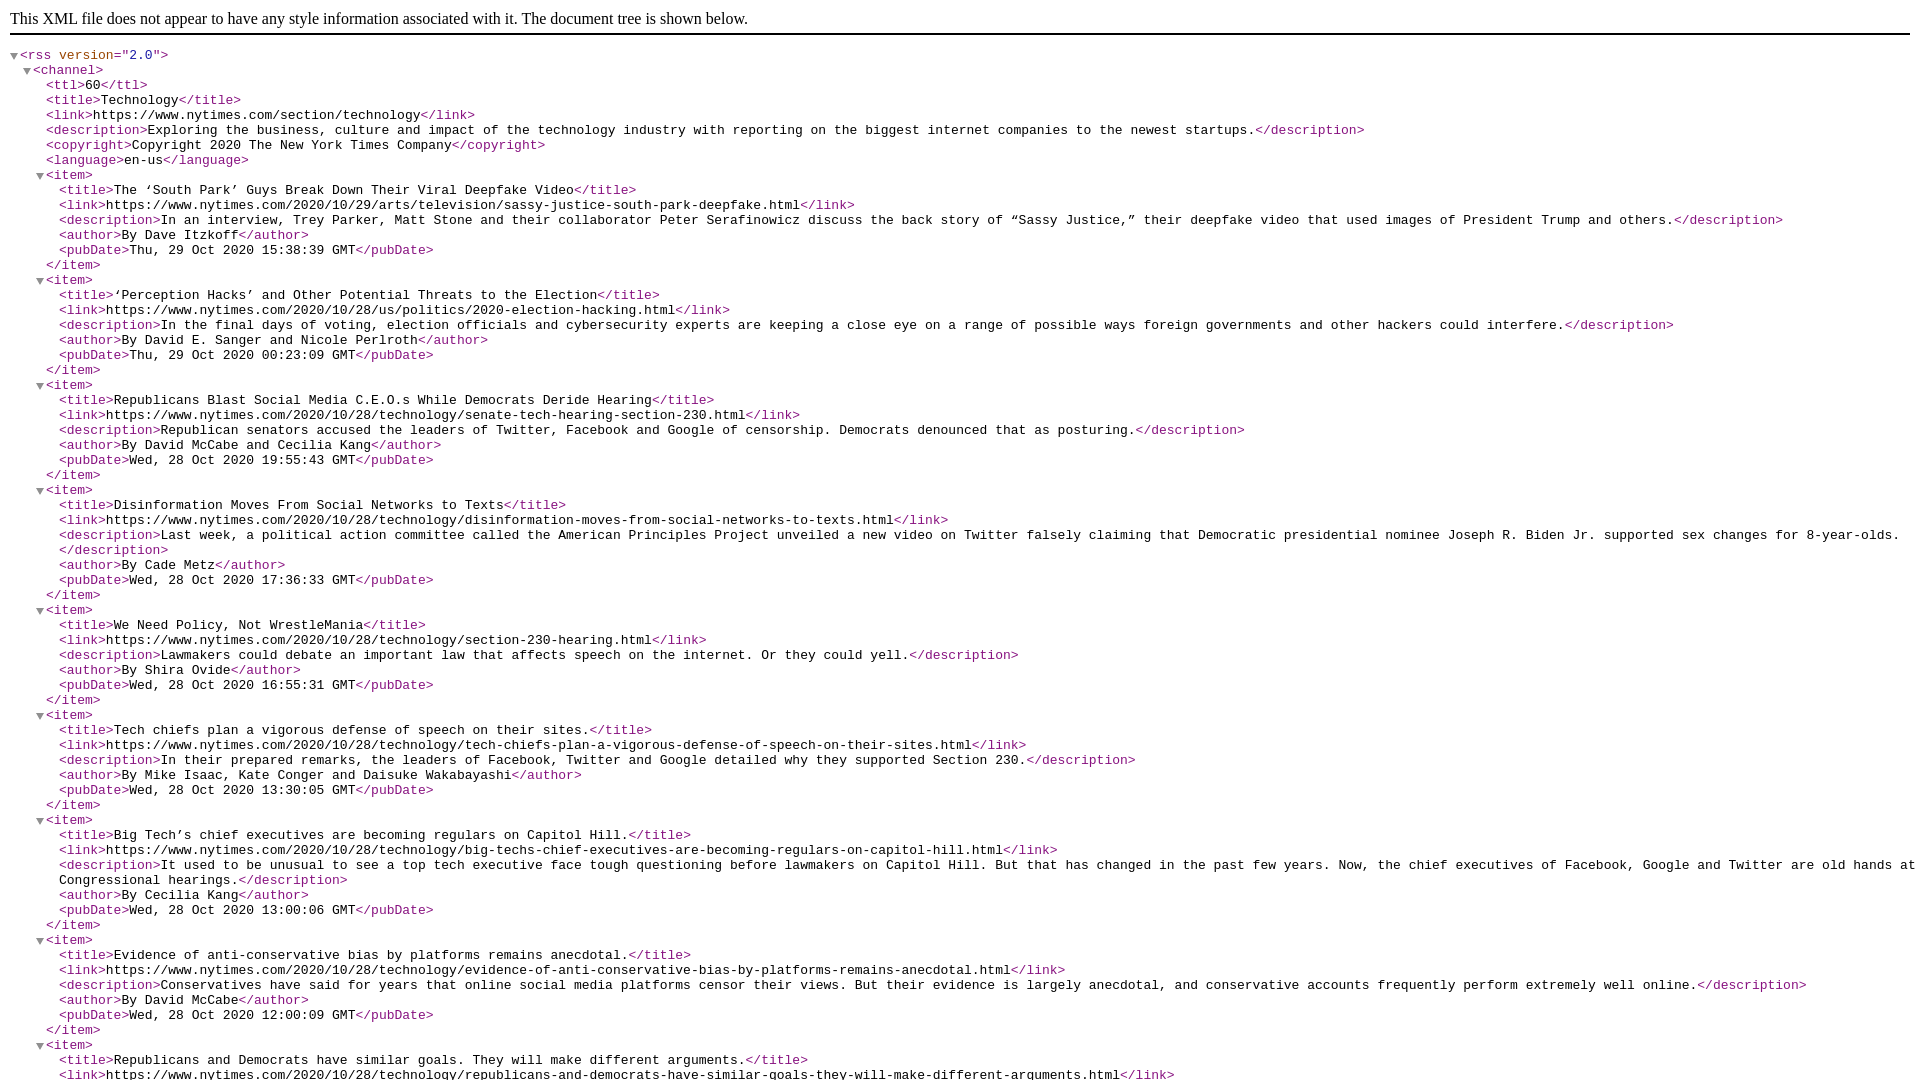 This XML file does not appear to have any style information associated with it. The document tree is shown below.
<rss version="2.0">
<channel>
<ttl>60</ttl>
<title>Technology</title>
<link>https://www.nytimes.com/section/technology</link>
<description>Exploring the business, culture and impact of the technology industry with reporting on the biggest internet companies to the newest startups.</description>
<copyright>Copyright 2020 The New York Times Company</copyright>
<language>en-us</language>
<item>
<title>The ‘South Park’ Guys Break Down Their Viral Deepfake Video</title>
<link>https://www.nytimes.com/2020/10/29/arts/television/sassy-justice-south-park-deepfake.html</link>
<description>In an interview, Trey Parker, Matt Stone and their collaborator Peter Serafinowicz discuss the back story of “Sassy Justice,” their deepfake video that used images of President Trump and others.</description>
<author>By Dave Itzkoff</author>
<pubDate>Thu, 29 Oct 2020 15:38:39 GMT</pubDate>
</item>
<item>
<title>‘Perception Hacks’ and Other Potential Threats to the Election</title>
<link>https://www.nytimes.com/2020/10/28/us/politics/2020-election-hacking.html</link>
<description>In the final days of voting, election officials and cybersecurity experts are keeping a close eye on a range of possible ways foreign governments and other hackers could interfere.</description>
<author>By David E. Sanger and Nicole Perlroth</author>
<pubDate>Thu, 29 Oct 2020 00:23:09 GMT</pubDate>
</item>
<item>
<title>Republicans Blast Social Media C.E.O.s While Democrats Deride Hearing</title>
<link>https://www.nytimes.com/2020/10/28/technology/senate-tech-hearing-section-230.html</link>
<description>Republican senators accused the leaders of Twitter, Facebook and Google of censorship. Democrats denounced that as posturing.</description>
<author>By David McCabe and Cecilia Kang</author>
<pubDate>Wed, 28 Oct 2020 19:55:43 GMT</pubDate>
</item>
<item>
<title>Disinformation Moves From Social Networks to Texts</title>
<link>https://www.nytimes.com/2020/10/28/technology/disinformation-moves-from-social-networks-to-texts.html</link>
<description>Last week, a political action committee called the American Principles Project unveiled a new video on Twitter falsely claiming that Democratic presidential nominee Joseph R. Biden Jr. supported sex changes for 8-year-olds.
</description>
<author>By Cade Metz</author>
<pubDate>Wed, 28 Oct 2020 17:36:33 GMT</pubDate>
</item>
<item>
<title>We Need Policy, Not WrestleMania</title>
<link>https://www.nytimes.com/2020/10/28/technology/section-230-hearing.html</link>
<description>Lawmakers could debate an important law that affects speech on the internet. Or they could yell.</description>
<author>By Shira Ovide</author>
<pubDate>Wed, 28 Oct 2020 16:55:31 GMT</pubDate>
</item>
<item>
<title>Tech chiefs plan a vigorous defense of speech on their sites.</title>
<link>https://www.nytimes.com/2020/10/28/technology/tech-chiefs-plan-a-vigorous-defense-of-speech-on-their-sites.html</link>
<description>In their prepared remarks, the leaders of Facebook, Twitter and Google detailed why they supported Section 230.</description>
<author>By Mike Isaac, Kate Conger and Daisuke Wakabayashi</author>
<pubDate>Wed, 28 Oct 2020 13:30:05 GMT</pubDate>
</item>
<item>
<title>Big Tech’s chief executives are becoming regulars on Capitol Hill.</title>
<link>https://www.nytimes.com/2020/10/28/technology/big-techs-chief-executives-are-becoming-regulars-on-capitol-hill.html</link>
<description>It used to be unusual to see a top tech executive face tough questioning before lawmakers on Capitol Hill. But that has changed in the past few years. Now, the chief executives of Facebook, Google and Twitter are old hands at
Congressional hearings.</description>
<author>By Cecilia Kang</author>
<pubDate>Wed, 28 Oct 2020 13:00:06 GMT</pubDate>
</item>
<item>
<title>Evidence of anti-conservative bias by platforms remains anecdotal.</title>
<link>https://www.nytimes.com/2020/10/28/technology/evidence-of-anti-conservative-bias-by-platforms-remains-anecdotal.html</link>
<description>Conservatives have said for years that online social media platforms censor their views. But their evidence is largely anecdotal, and conservative accounts frequently perform extremely well online.</description>
<author>By David McCabe</author>
<pubDate>Wed, 28 Oct 2020 12:00:09 GMT</pubDate>
</item>
<item>
<title>Republicans and Democrats have similar goals. They will make different arguments.</title>
<link>https://www.nytimes.com/2020/10/28/technology/republicans-and-democrats-have-similar-goals-they-will-make-different-arguments.html</link>